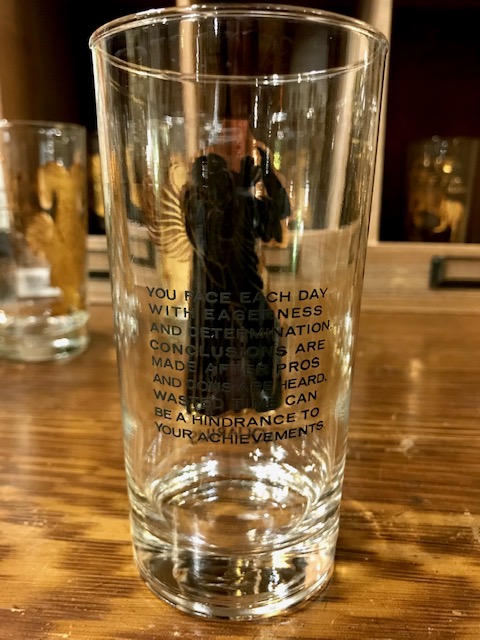 YOU FACE EACH DAY
WITH EAGERNESS
AND DETERMINATION.
CONCLUSIONS ARE
MADE AFTER PROS
AND CONS ARE HEARD.
WASTED TIME CAN
BE A HINDRANCE TO
YOUR ACHIEVEMENTS.